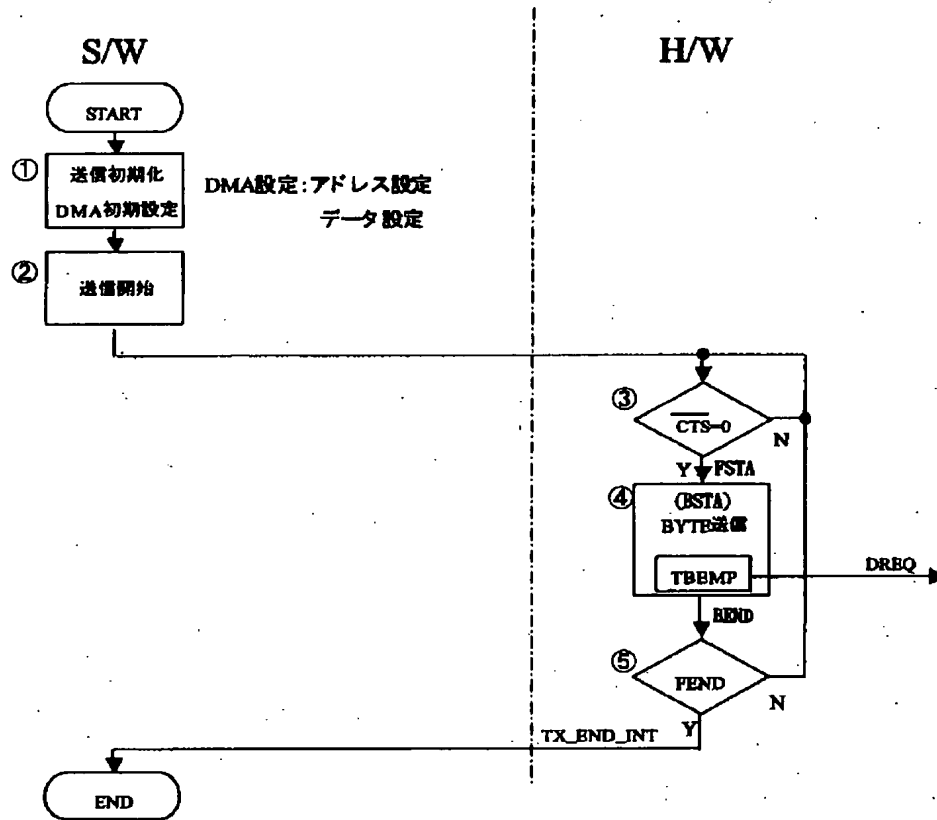 S/W
H/W
START
①
送信初期化
DMA初期設定
DMA設定:アドレス設定
データ設定
②
送信開始
③
CTS=0
N
Y
FSTA
④
(BSTA)
BYTE送信
TBEMP
DREQ
BEND
⑤
FEND
N
Y
TX_END_INT
END